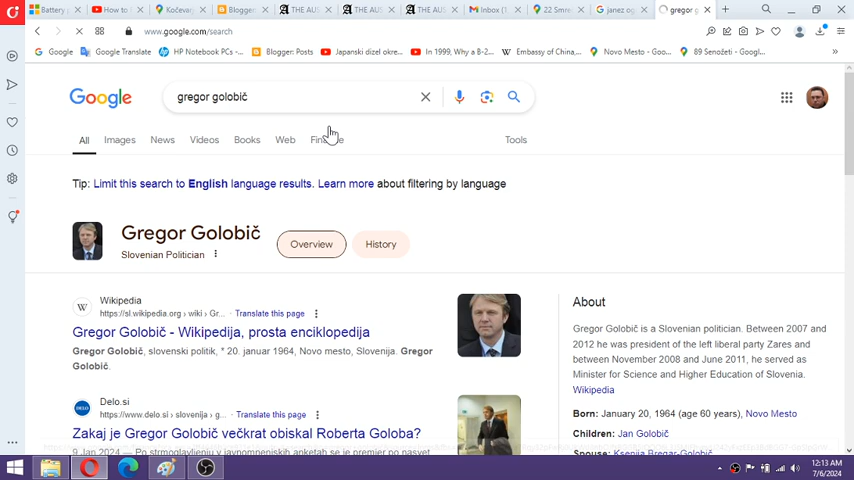 Battery p
How to
Kočevar
Blogger:
THE AUS
THE AUS
THE AUS
Inbox (
22 Smre
janez o
gregor g
www.google.com/search
Google
Google Translate
HP Notebook PCs -...
Blogger: Posts
Japanski dizel okre...
In 1999, Why a B-2...
Embassy of China,...
Novo Mesto - Goo...
89 Senožeti - Googl...
Google
gregor golobič
All
Images
News
Videos
Books
Web
Finance
Tools
Tip: Limit this search to English language results. Learn more about filtering by language
Gregor Golobič
Slovenian Politician
Overview
History
Wikipedia
https://sl.wikipedia.org › wiki › Gr... · Translate this page
Gregor Golobič - Wikipedija, prosta enciklopedija
Gregor Golobič, slovenski politik, * 20. januar 1964, Novo mesto, Slovenija. Gregor
Golobič.
Delo.si
https://www.delo.si › slovenija › g... · Translate this page
Zakaj je Gregor Golobič večkrat obiskal Roberta Goloba?
9 Jan 2024 — Po strmoglavljenju v javnomnenjskih anketah se je premier po nasvet
About
Gregor Golobič is a Slovenian politician. Between 2007 and
2012 he was president of the left liberal party Zares and
between November 2008 and June 2011, he served as
Minister for Science and Higher Education of Slovenia.
Wikipedia
Born: January 20, 1964 (age 60 years), Novo Mesto
Children: Jan Golobič
Spouse: Ksenija Bregar-Golobič
12:13 AM
7/6/2024